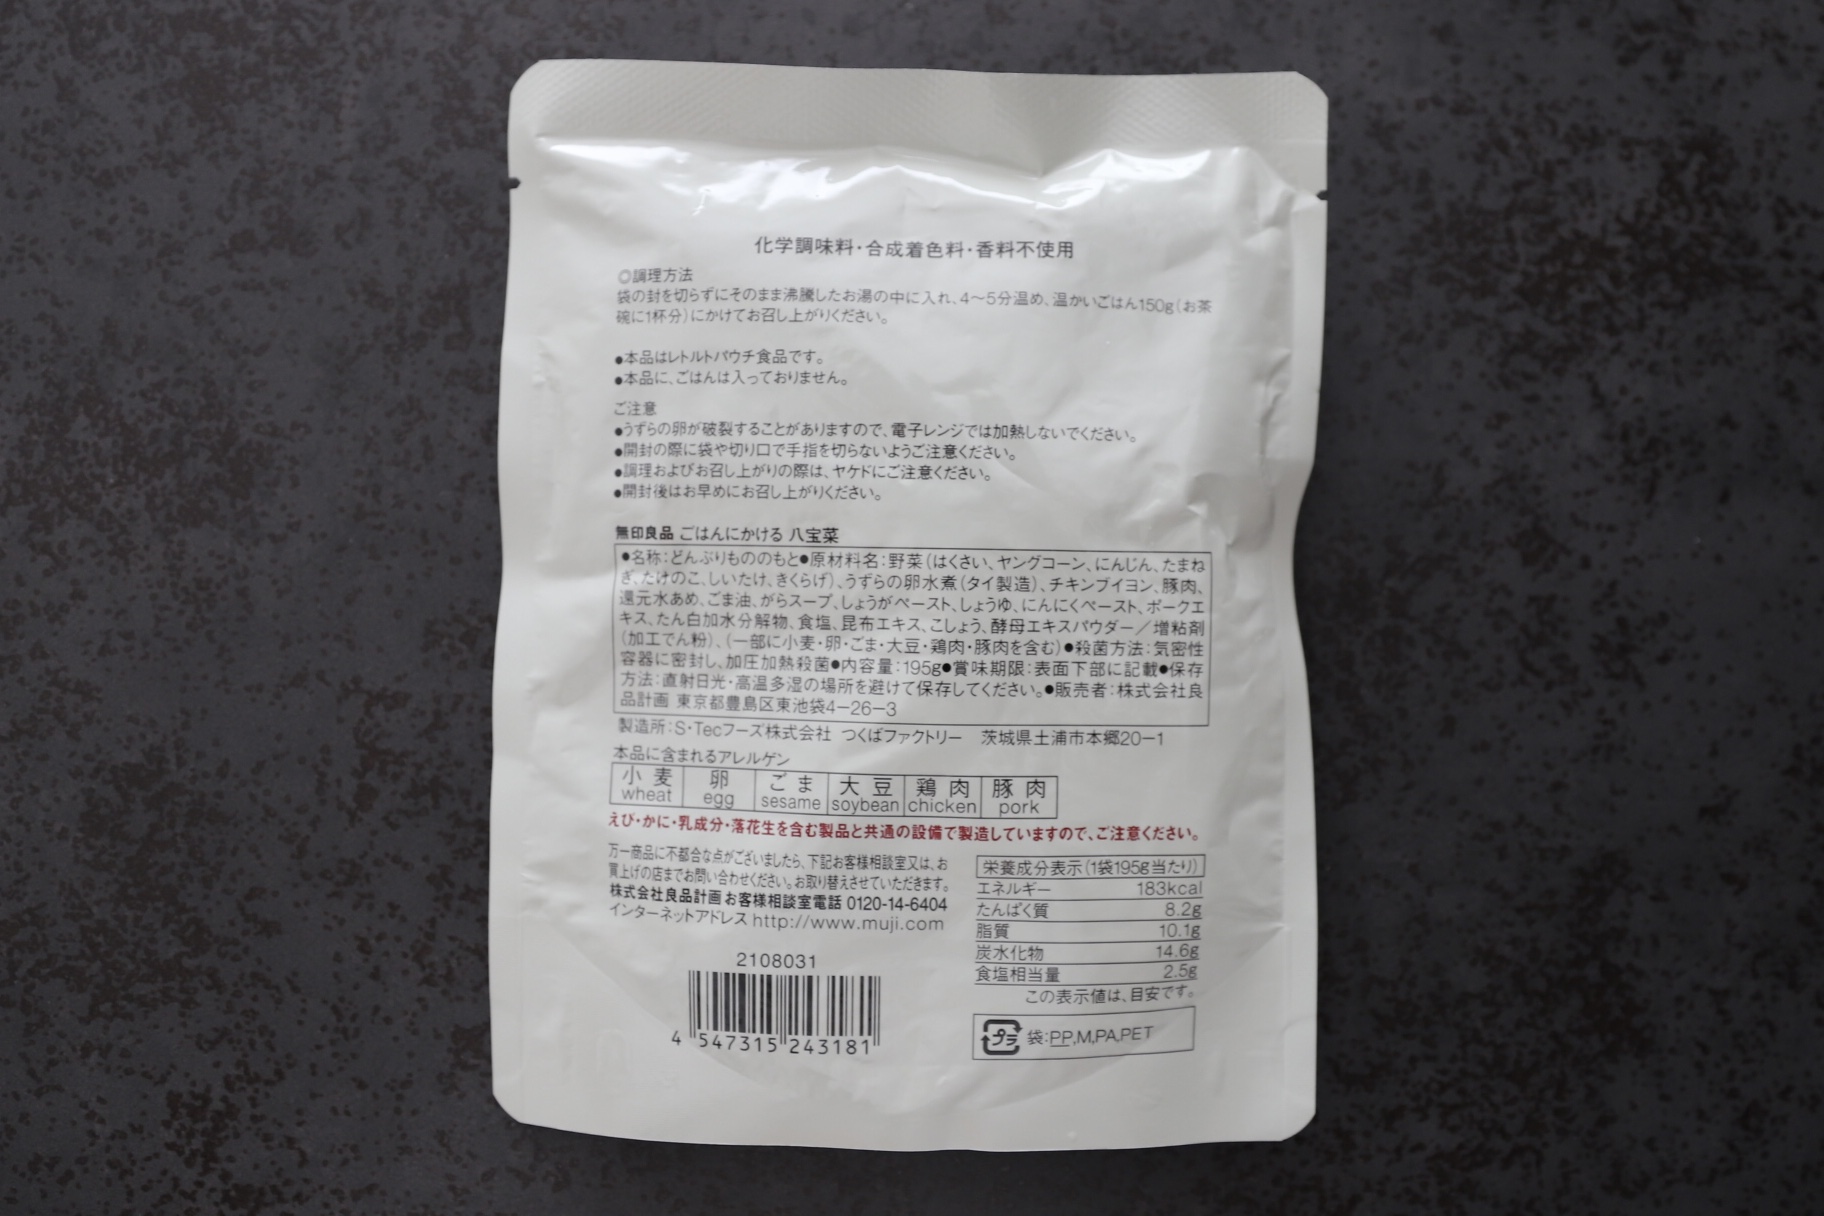 化学調味料・合成着色料・香料不使用
◎調理方法
袋の封を切らずにそのまま沸騰したお湯の中に入れ、4〜5分温め、温かいごはん150g(お茶
碗に1杯分)にかけてお召し上がりください。
●本品はレトルトパウチ食品です。
●本品に、ごはんは入っておりません。
ご注意
●うずらの卵が破裂することがありますので、電子レンジでは加熱しないでください。
●開封の際に袋や切り口で手指を切らないようご注意ください。
●調理およびお召し上がりの際は、ヤケドにご注意ください。
●開封後はお早めにお召し上がりください。
無印良品 ごはんにかける 八宝菜
●名称:どんぶりもののもと●原材料名:野菜(はくさい、ヤングコーン、にんじん、たまね
ぎ、たけのこ、しいたけ、きくらげ)、うずらの卵水煮(タイ製造)、チキンブイヨン、豚肉、
還元水あめ、ごま油、がらスープ、しょうがペースト、しょうゆ、にんにくペースト、ポークエ
キス、たん白加水分解物、食塩、昆布エキス、こしょう、酵母エキスパウダー/増粘剤
(加工でん粉)、(一部に小麦・卵・ごま・大豆・鶏肉・豚肉を含む)●殺菌方法:気密性
容器に密封し、加圧加熱殺菌●内容量:195g●賞味期限:表面下部に記載●保存
方法:直射日光・高温多湿の場所を避けて保存してください。●販売者:株式会社良
品計画 東京都豊島区東池袋4−26−3
製造所:S・Tecフーズ株式会社 つくばファクトリー 茨城県土浦市本郷20−1
本品に含まれるアレルゲン
小麦 卵 ごま 大豆 鶏肉 豚肉
wheat egg sesame soybean chicken pork
えび・かに・乳成分・落花生を含む製品と共通の設備で製造していますので、ご注意ください。
万一商品に不都合な点がございましたら、下記お客様相談室又は、お
買上げの店までお問い合わせください。お取り替えさせていただきます。
株式会社良品計画 お客様相談室電話 0120-14-6404
インターネットアドレス http://www.muji.com
栄養成分表示(1袋195g当たり)
エネルギー 183kcal
たんぱく質 8.2g
脂質 10.1g
炭水化物 14.6g
食塩相当量 2.5g
この表示値は、目安です。
2108031
4 547315 243181
プラ 袋:PP,M,PA,PET